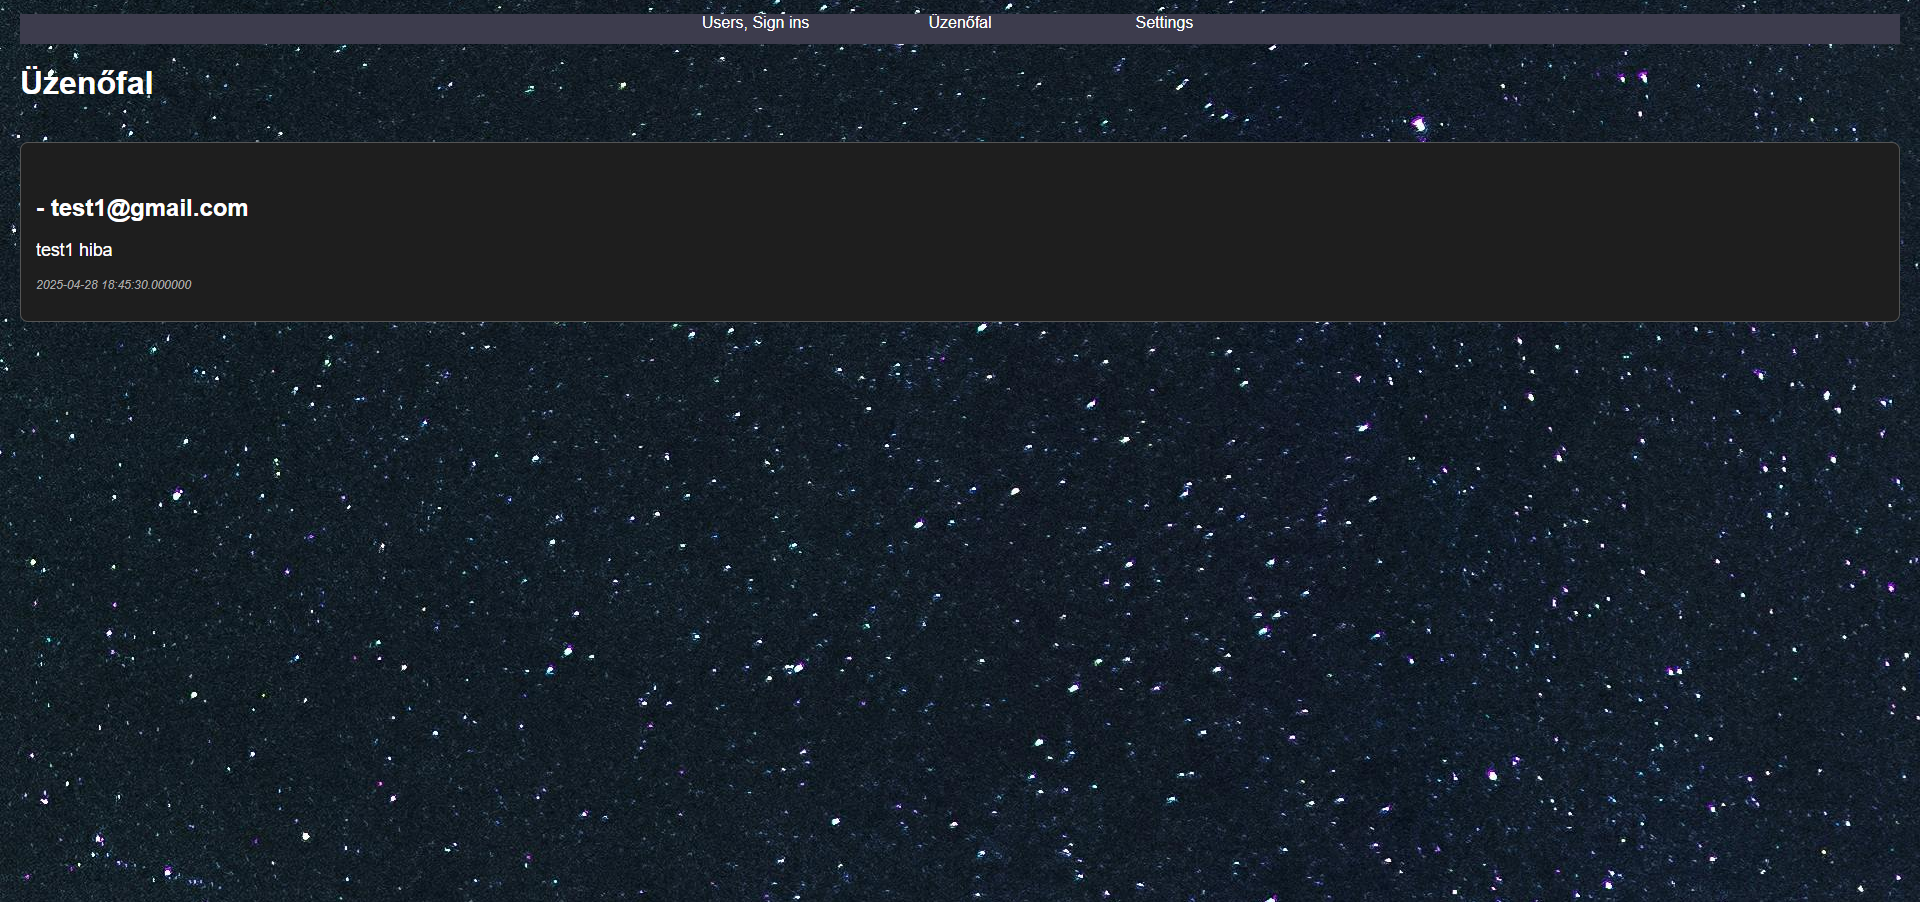 Users, Sign ins Üzenőfal Settings
Üzenőfal
- test1@gmail.com
test1 hiba
2025-04-28 18:45:30.000000